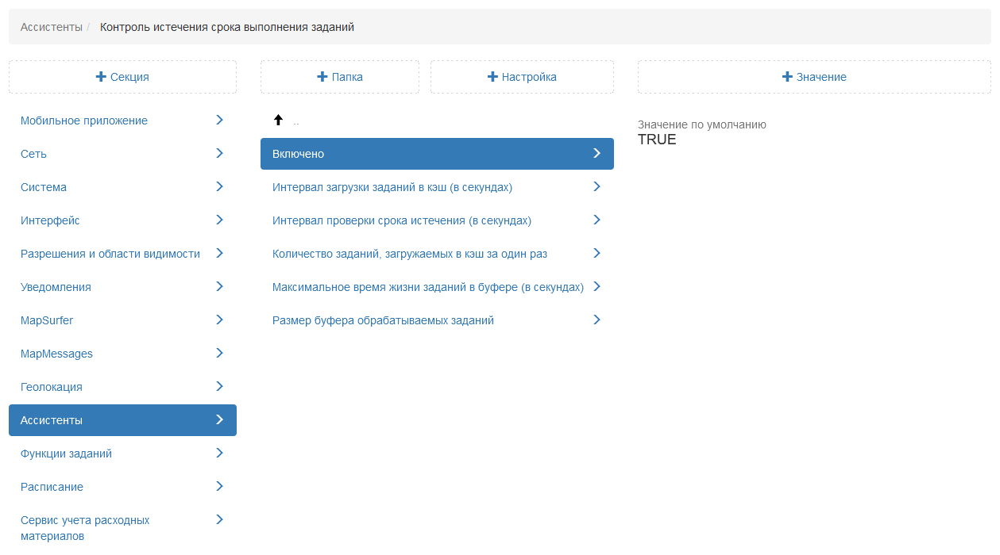 Ассистенты / Контроль истечения срока выполнения заданий
Секция
Папка
Настройка
Значение
Мобильное приложение
Сеть
Система
Интерфейс
Разрешения и области видимости
Уведомления
MapSurfer
MapMessages
Геолокация
Ассистенты
Функции заданий
Расписание
Сервис учета расходных
материалов
..
Включено
Интервал загрузки заданий в кэш (в секундах)
Интервал проверки срока истечения (в секундах)
Количество заданий, загружаемых в кэш за один раз
Максимальное время жизни заданий в буфере (в секундах)
Размер буфера обрабатываемых заданий
Значение по умолчанию
TRUE